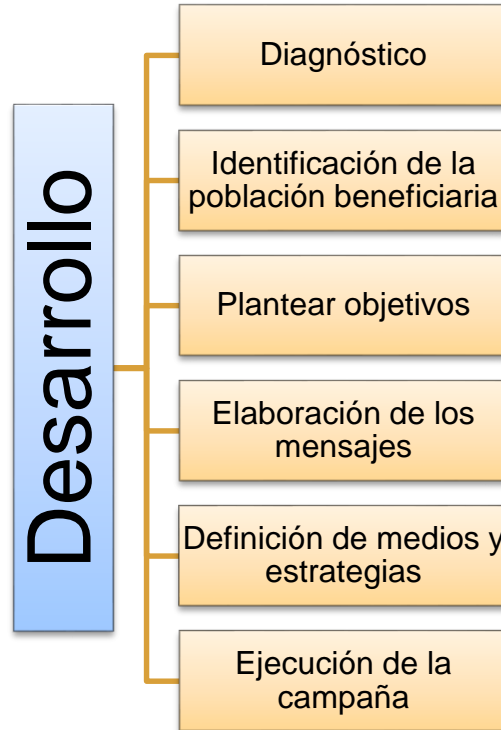 Desarrollo
Diagnóstico
Identificación de la
población beneficiaria
Plantear objetivos
Elaboración de los
mensajes
Definición de medios y
estrategias
Ejecución de la
campaña